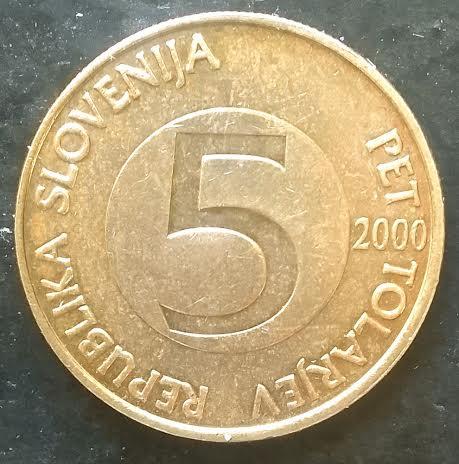 REPUBLIKA SLOVENIJA
5
PET TOLARJEV
2000